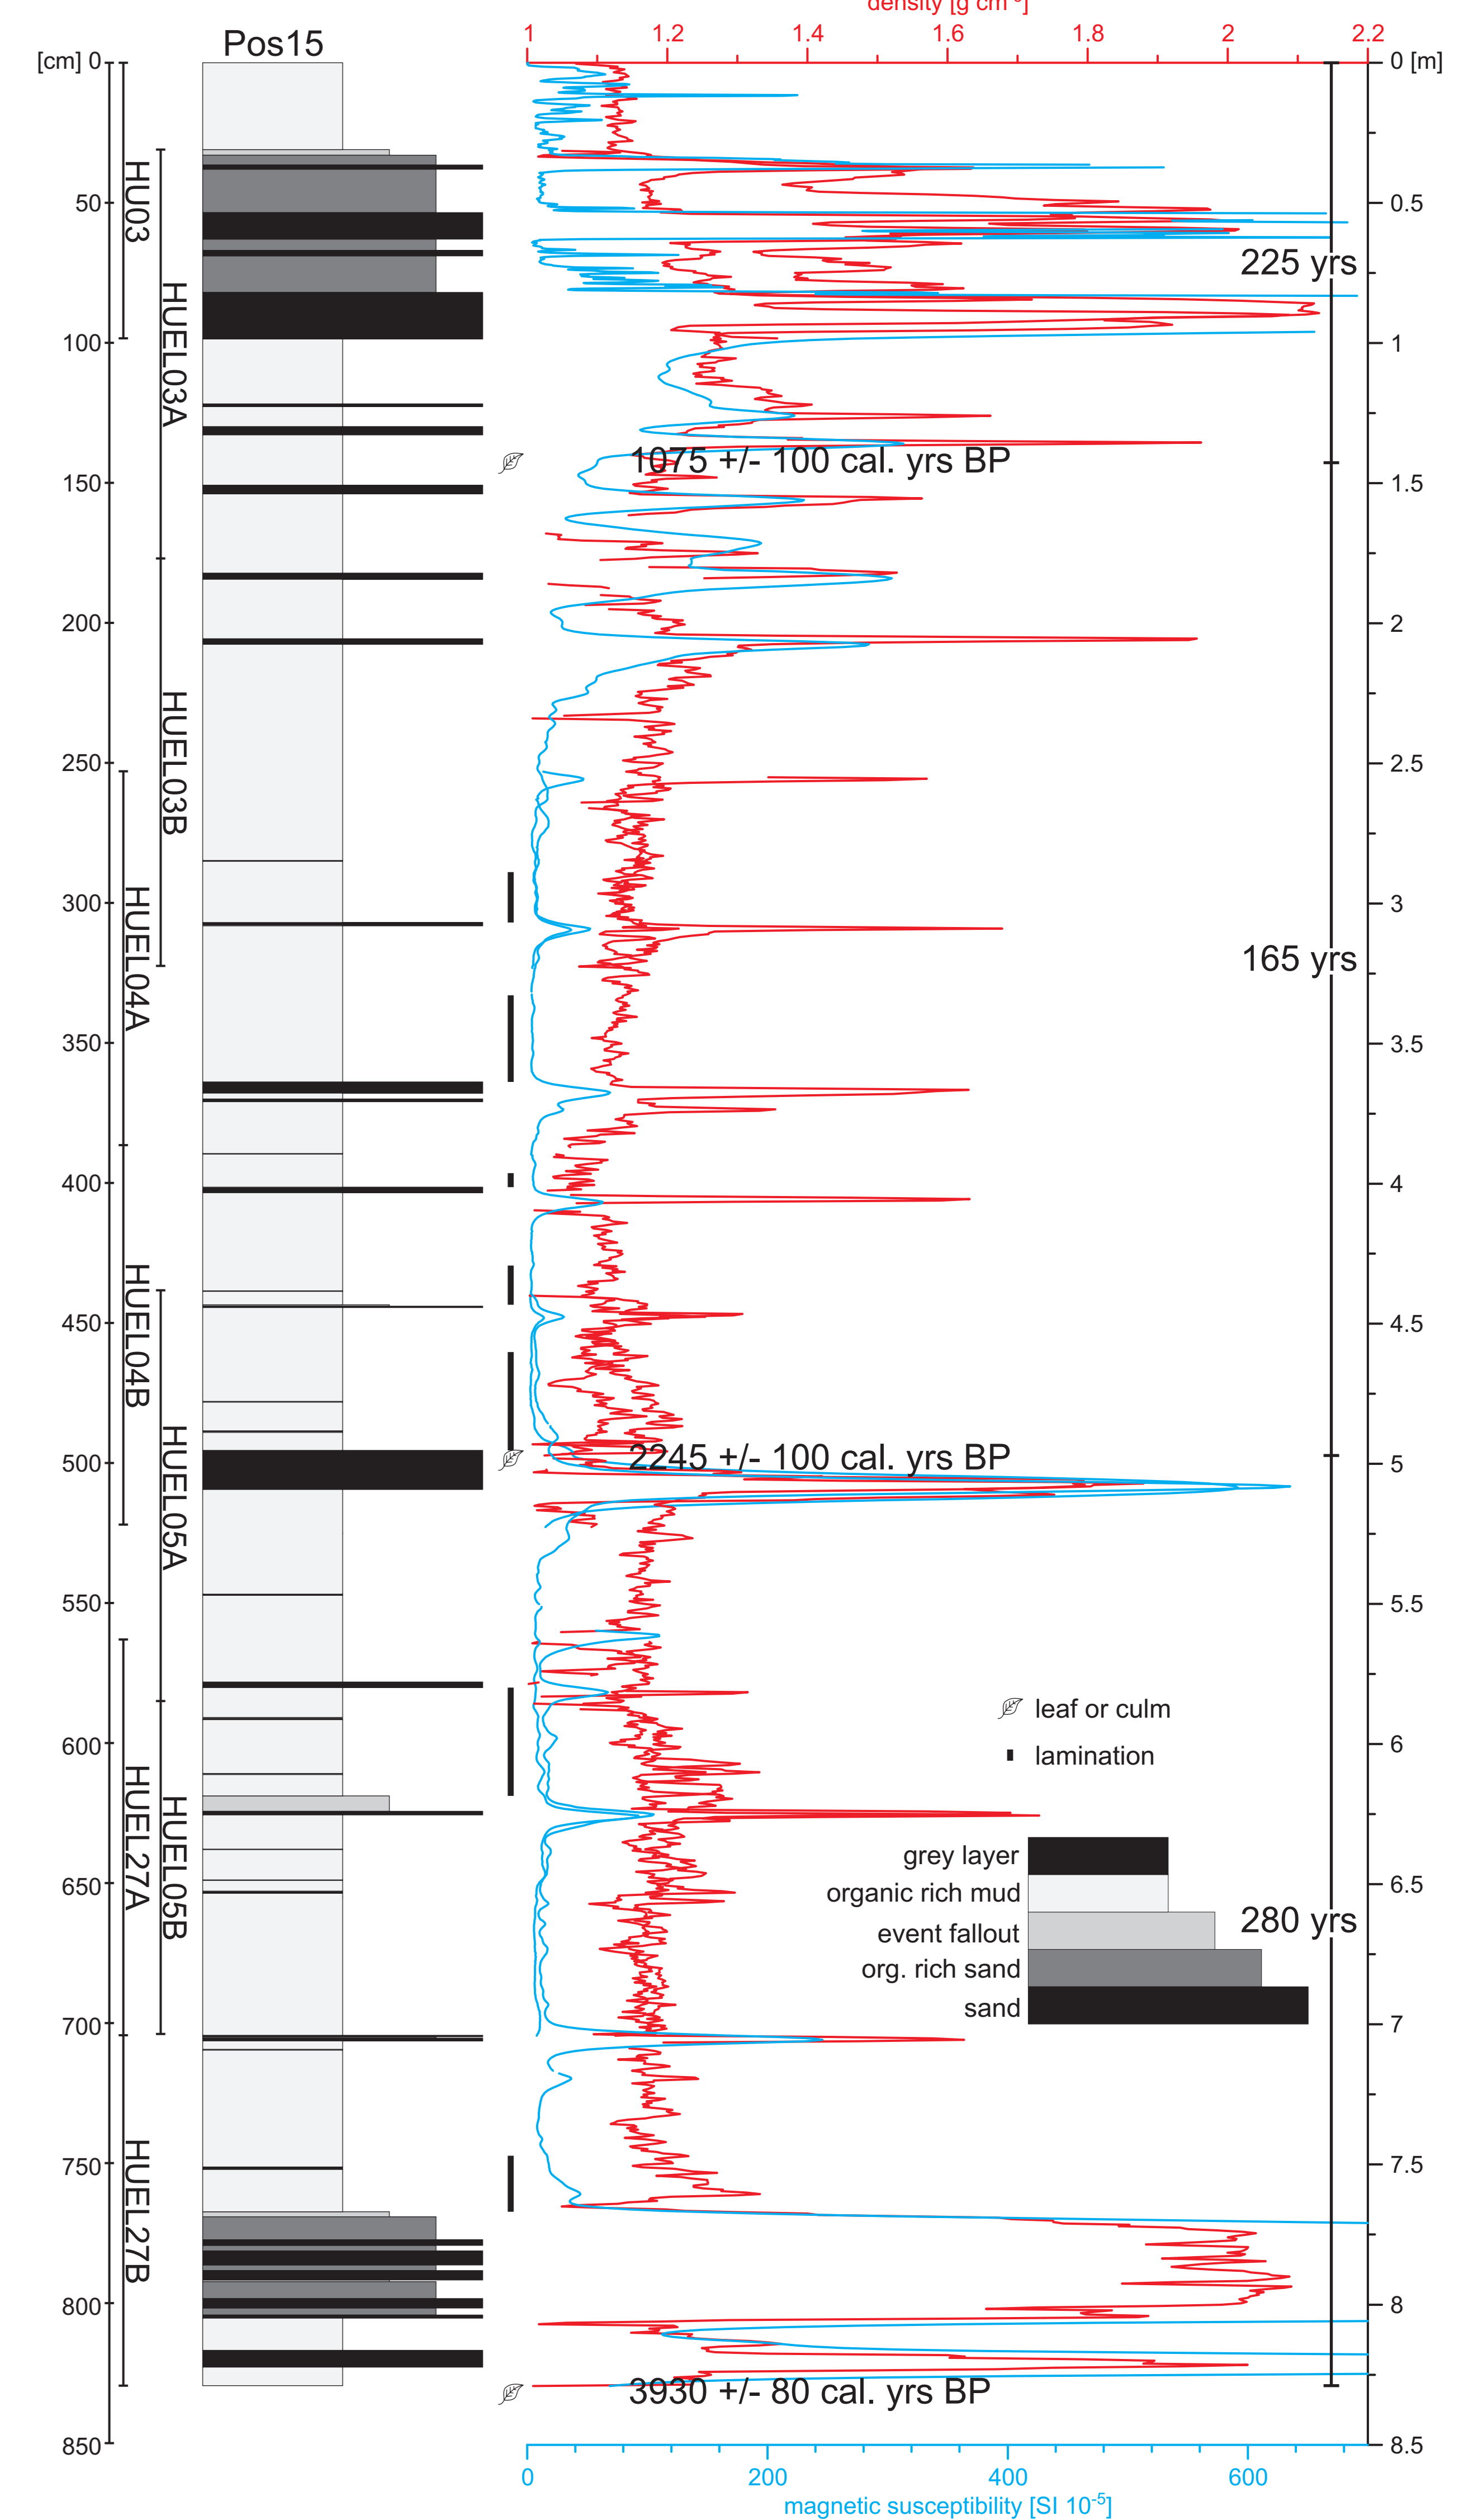 density [g cm⁻³]
1 1.2 1.4 1.6 1.8 2 2.2
Pos15
[cm] 0
0 [m]
50
0.5
HU03
225 yrs
HUEL03A
100
1
1075 +/- 100 cal. yrs BP
150
1.5
200
2
HUEL03B
250
2.5
300
3
HUEL04A
165 yrs
350
3.5
400
4
HUEL04B
450
4.5
2245 +/- 100 cal. yrs BP
500
5
HUEL05A
550
5.5
leaf or culm
600
6
lamination
HUEL27A
HUEL05B
grey layer
650
6.5
organic rich mud
280 yrs
event fallout
org. rich sand
sand
700
7
750
7.5
HUEL27B
800
8
3930 +/- 80 cal. yrs BP
850
8.5
0 200 400 600
magnetic susceptibility [SI 10⁻⁵]